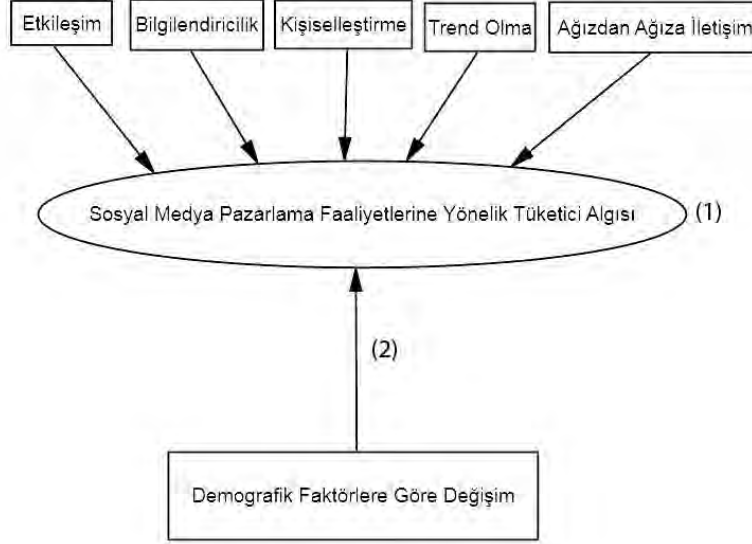 Etkileşim
Bilgilendiricilik
Kişiselleştirme
Trend Olma
Ağızdan Ağıza İletişim
Sosyal Medya Pazarlama Faaliyetlerine Yönelik Tüketici Algısı
(1)
(2)
Demografik Faktörlere Göre Değişim